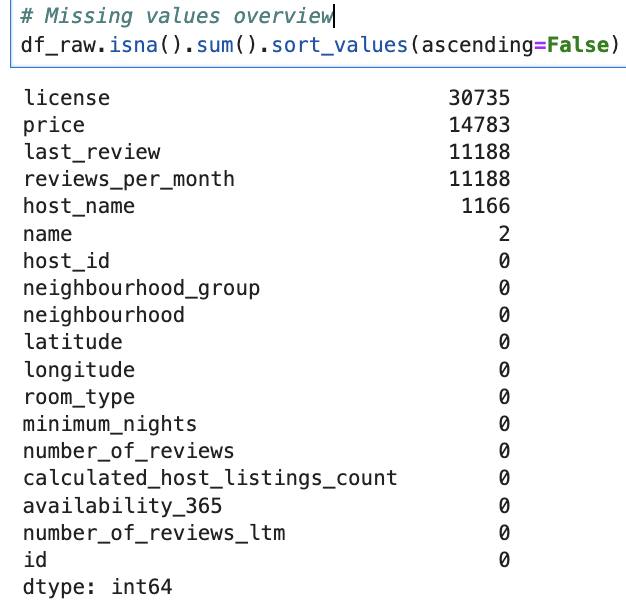 # Missing values overview
df_raw.isna().sum().sort_values(ascending=False)
license 30735
price 14783
last_review 11188
reviews_per_month 11188
host_name 1166
name 2
host_id 0
neighbourhood_group 0
neighbourhood 0
latitude 0
longitude 0
room_type 0
minimum_nights 0
number_of_reviews 0
calculated_host_listings_count 0
availability_365 0
number_of_reviews_ltm 0
id 0
dtype: int64